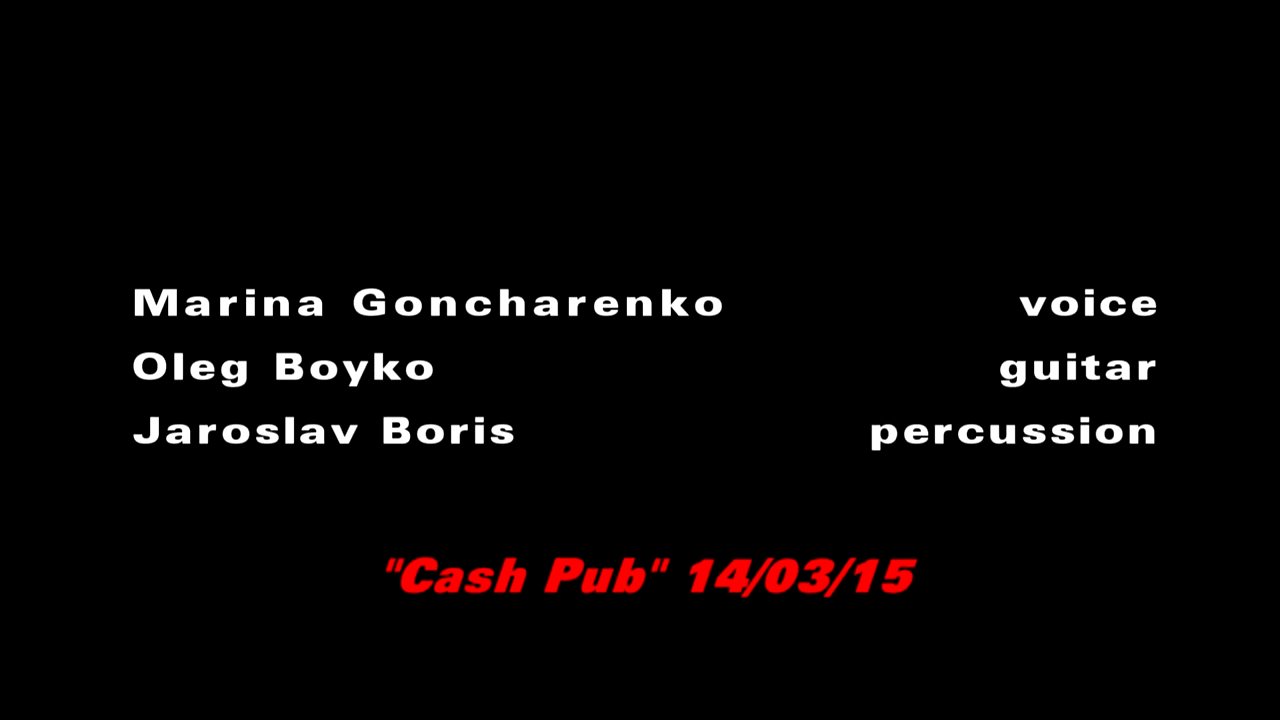 Marina Goncharenko voice
Oleg Boyko guitar
Jaroslav Boris percussion
"Cash Pub" 14/03/15